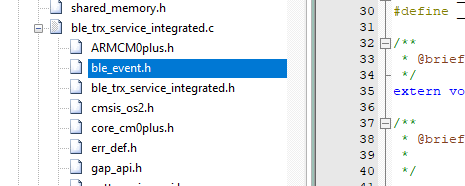 shared_memory.h
ble_trx_service_integrated.c
ARMCM0plus.h
ble_event.h
ble_trx_service_integrated.h
cmsis_os2.h
core_cm0plus.h
err_def.h
gap_api.h
30 #define
31
32 /**
33 * @brief
34 */
35 extern vo
36
37 /**
38 * @brief
39 *
40 */